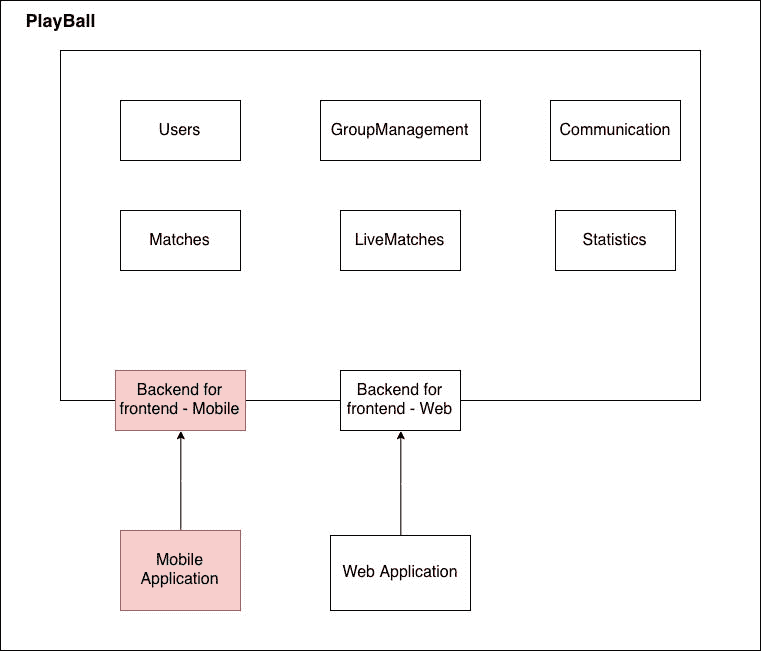 PlayBall
Users
GroupManagement
Communication
Matches
LiveMatches
Statistics
Backend for
frontend - Mobile
Backend for
frontend - Web
Mobile
Application
Web Application